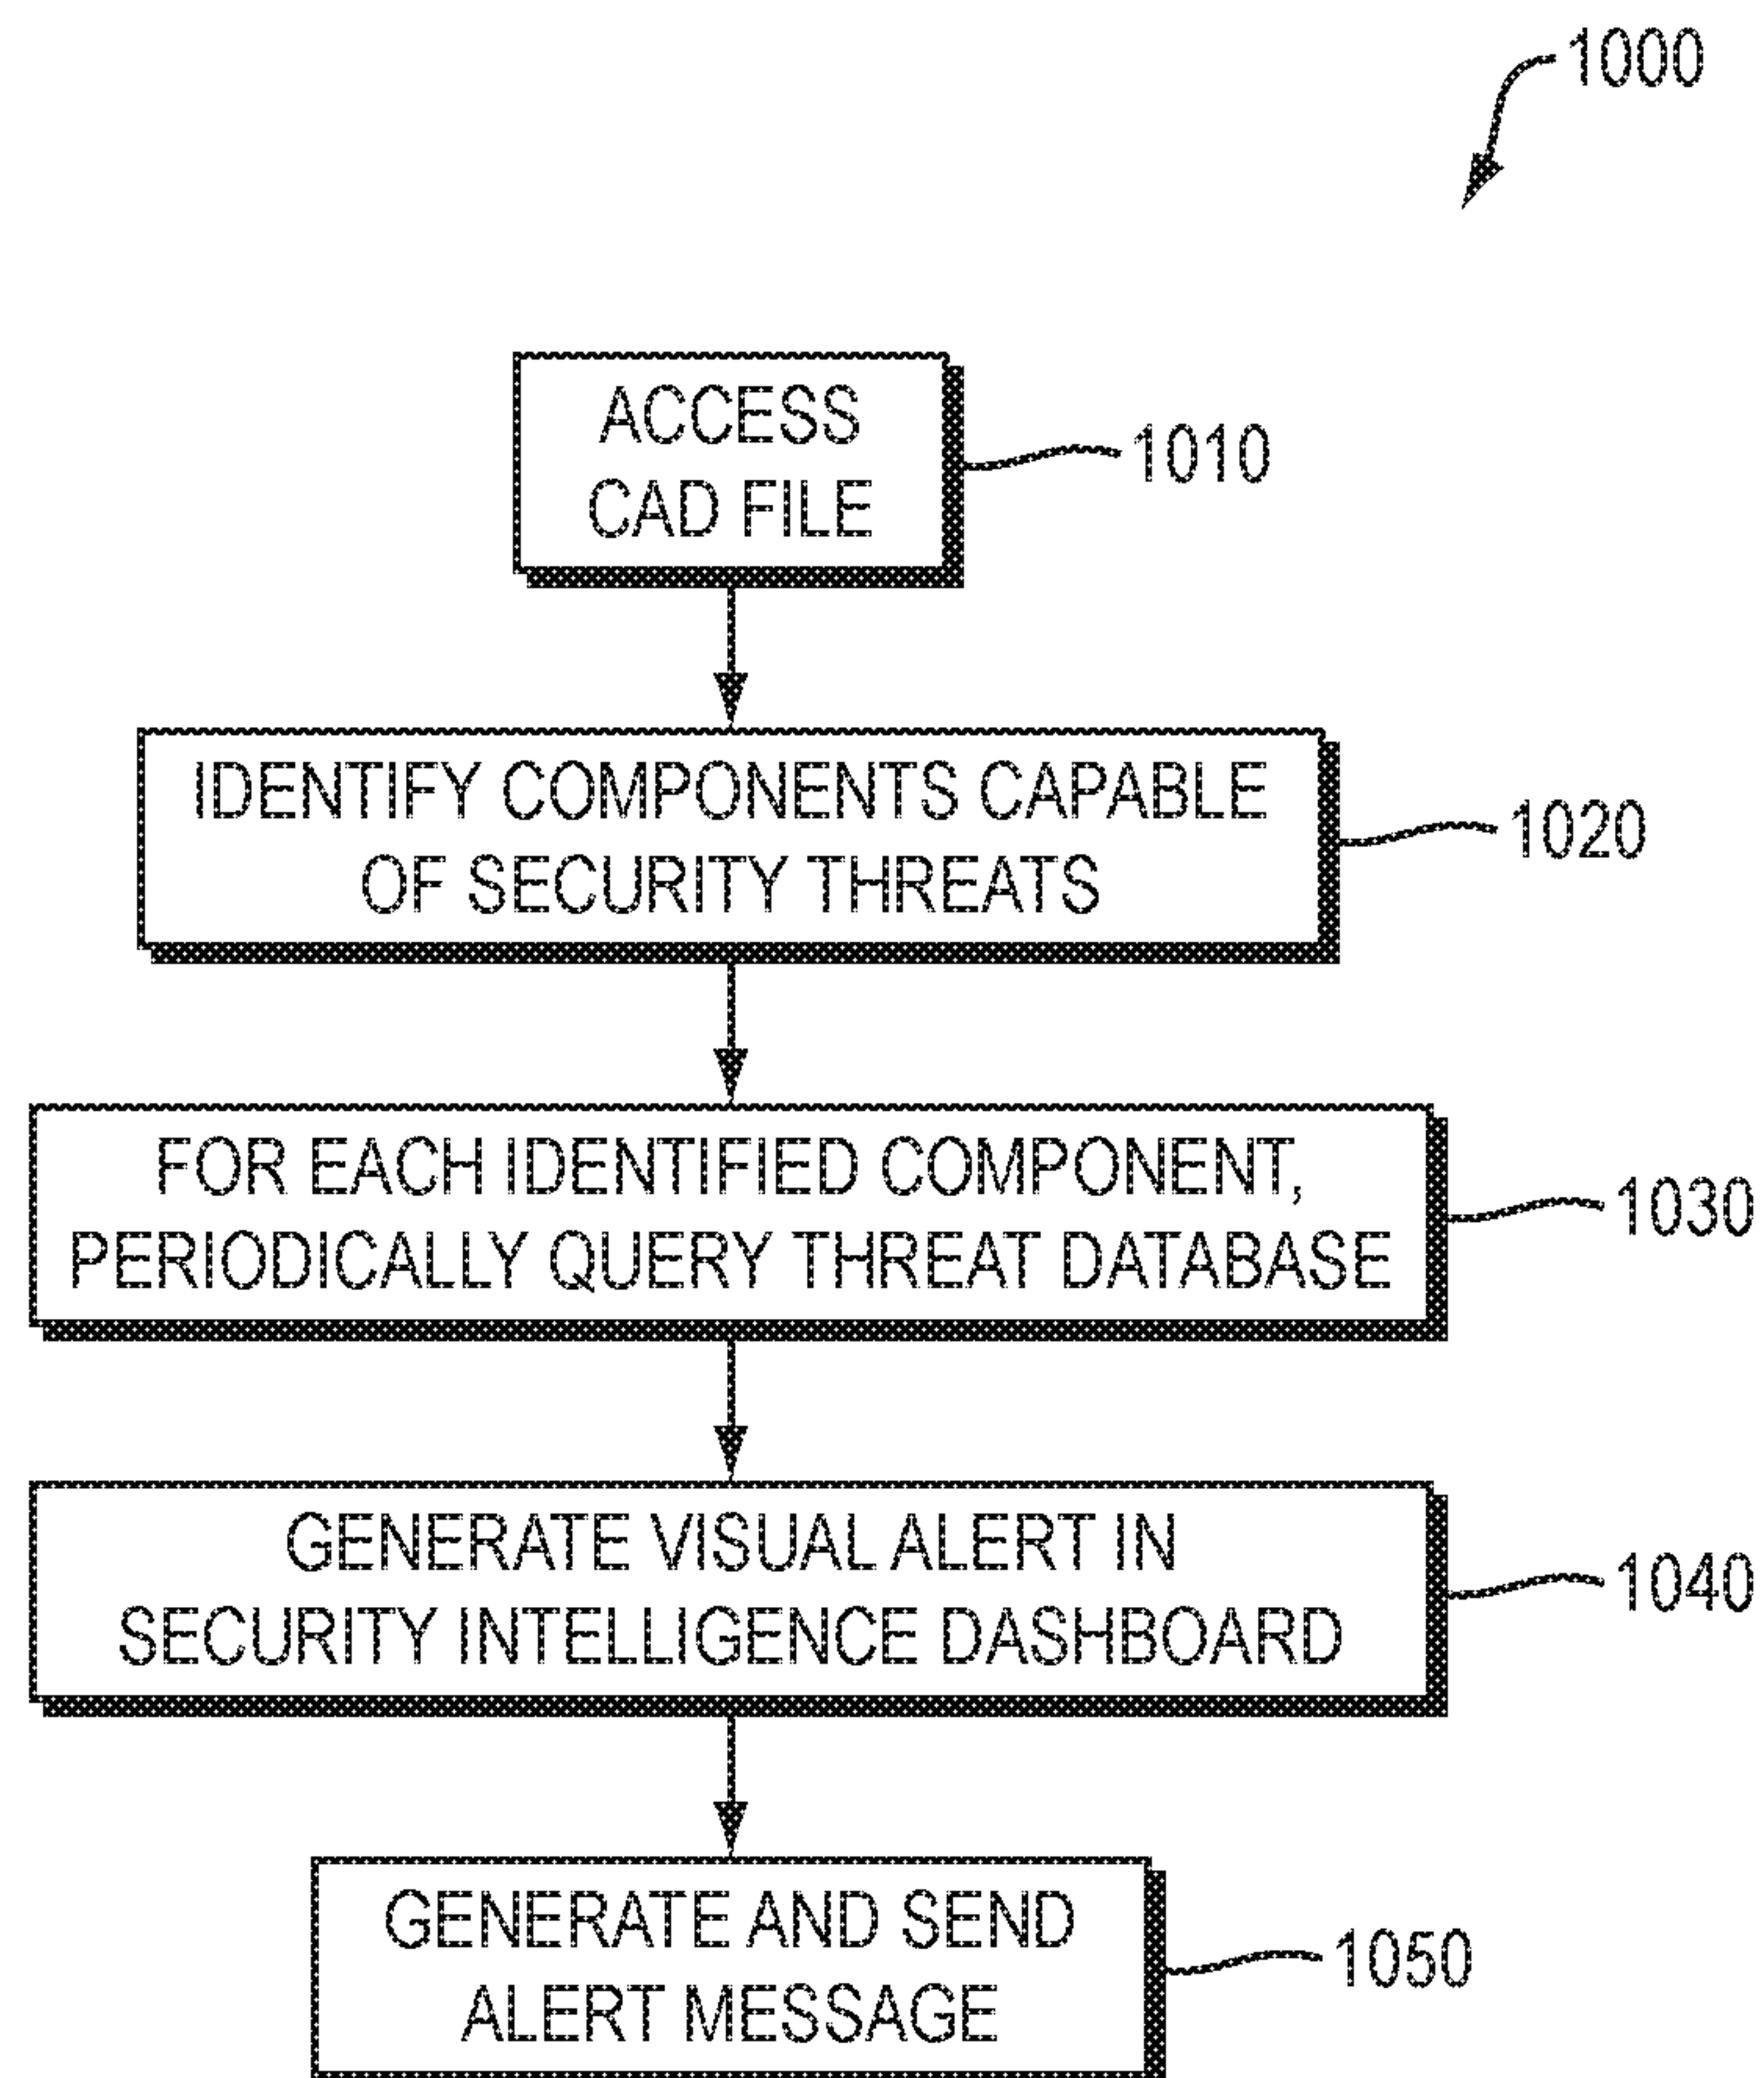 1000
ACCESS
CAD FILE
1010
IDENTIFY COMPONENTS CAPABLE
OF SECURITY THREATS
1020
FOR EACH IDENTIFIED COMPONENT,
PERIODICALLY QUERY THREAT DATABASE
1030
GENERATE VISUAL ALERT IN
SECURITY INTELLIGENCE DASHBOARD
1040
GENERATE AND SEND
ALERT MESSAGE
1050